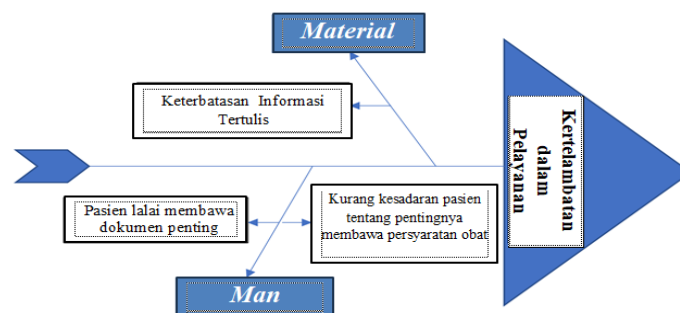 Material
Keterbatasan Informasi
Tertulis
Kertelambatan
dalam
Pelayanan
Pasien lalai membawa
dokumen penting
Kurang kesadaran pasien
tentang pentingnya
membawa persyaratan obat
Man